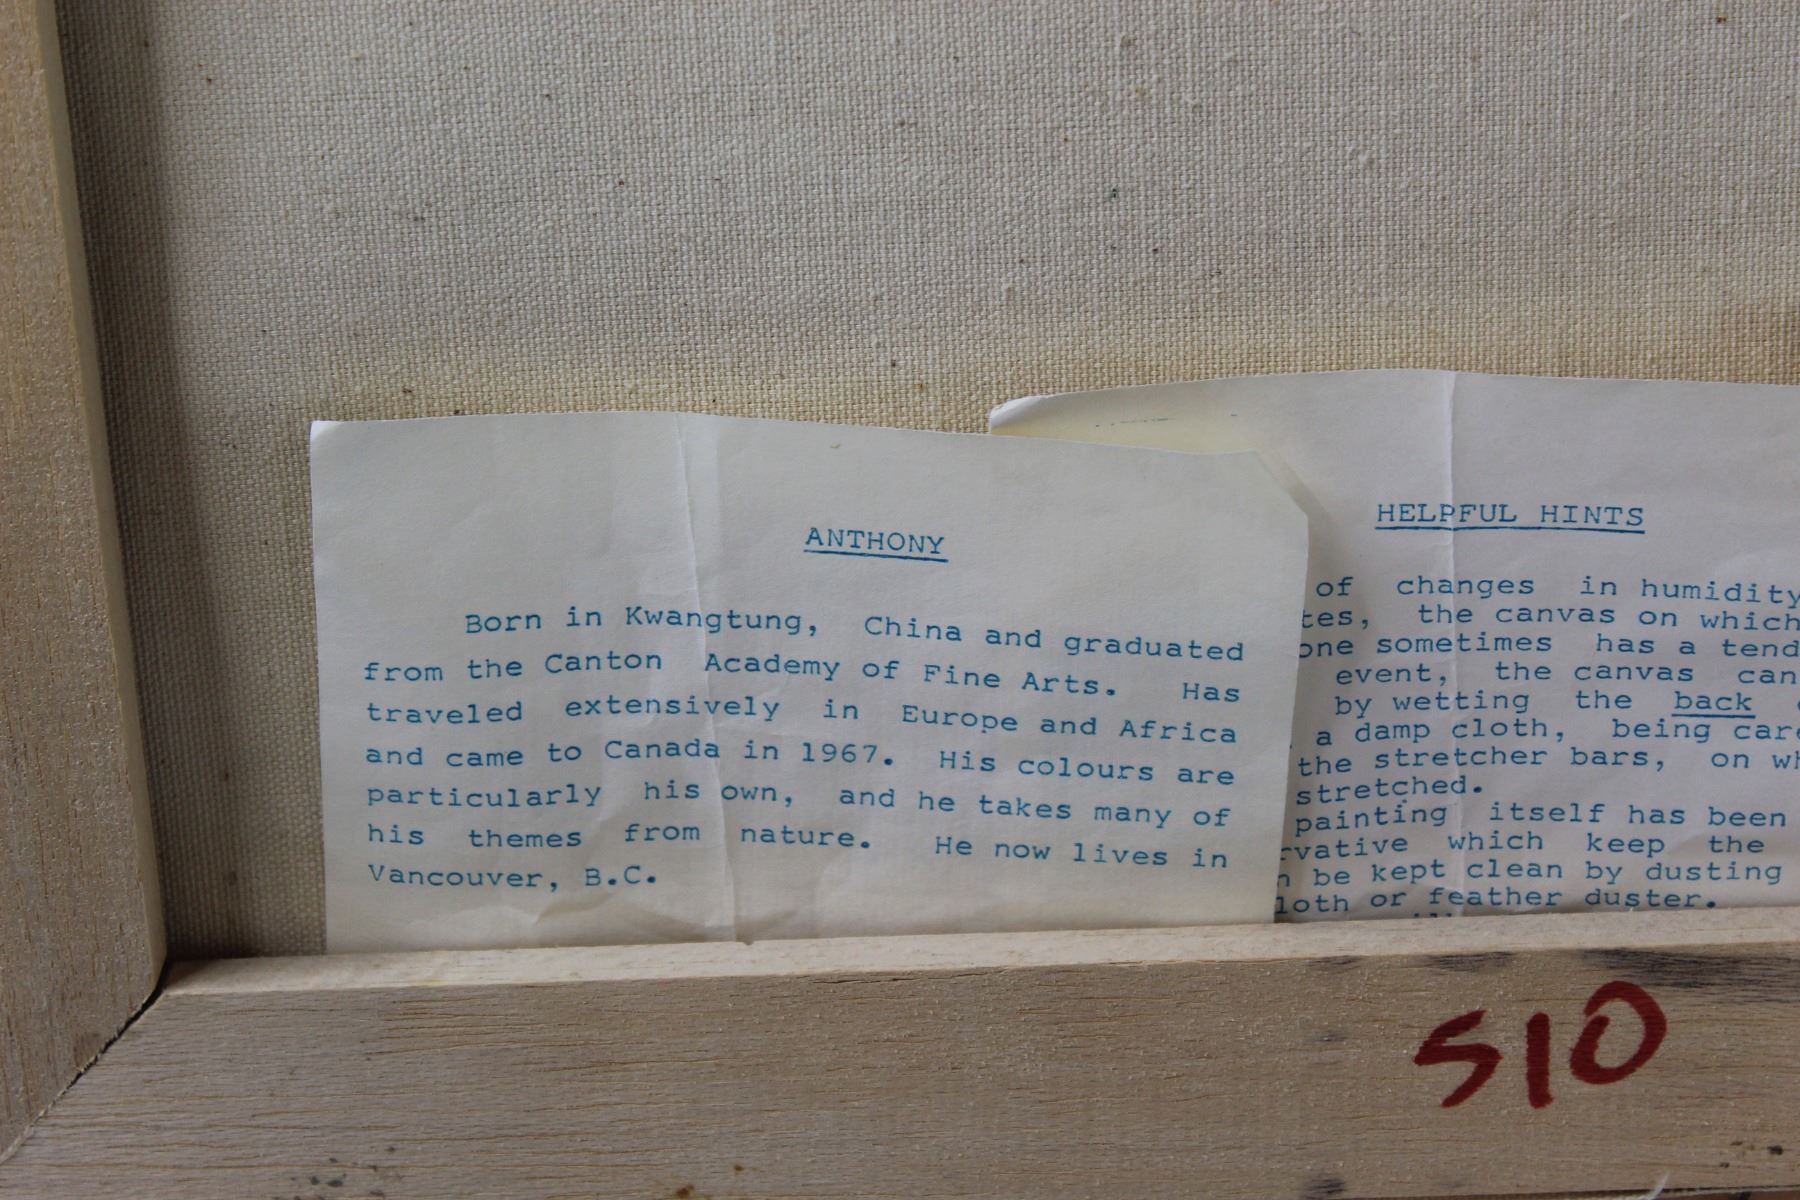 ANTHONY
Born in Kwangtung, China and graduated
from the Canton Academy of Fine Arts. Has
traveled extensively in Europe and Africa
and came to Canada in 1967. His colours are
particularly his own, and he takes many of
his themes from nature. He now lives in
Vancouver, B.C.
HELPFUL HINTS
of changes in humidity
tes, the canvas on which
one sometimes has a tend
event, the canvas can
by wetting the back
a damp cloth, being care
the stretcher bars, on wh
stretched.
painting itself has been
rvative which keep the
n be kept clean by dusting
loth or feather duster.
510